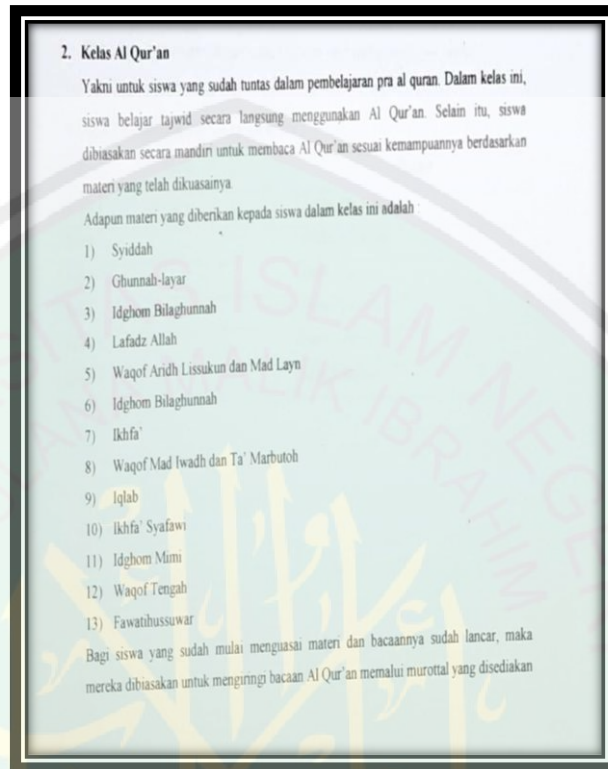 2. Kelas Al Qur'an
Yakni untuk siswa yang sudah tuntas dalam pembelajaran pra al quran. Dalam kelas ini,
siswa belajar tajwid secara langsung menggunakan Al Qur'an. Selain itu, siswa
dibiasakan secara mandiri untuk membaca Al Qur'an sesuai kemampuannya berdasarkan
materi yang telah dikuasainya.
Adapun materi yang diberikan kepada siswa dalam kelas ini adalah :
1) Syiddah
2) Ghunnah-layar
3) Idghom Bilaghunnah
4) Lafadz Allah
5) Waqof Aridh Lissukun dan Mad Layn
6) Idghom Bilaghunnah
7) Ikhfa'
8) Waqof Mad Iwadh dan Ta' Marbutoh
9) Iqlab
10) Ikhfa' Syafawi
11) Idghom Mimi
12) Waqof Tengah
13) Fawatihussuwar
Bagi siswa yang sudah mulai menguasai materi dan bacaannya sudah lancar, maka
mereka dibiasakan untuk mengiringi bacaan Al Qur'an memalui murottal yang disediakan